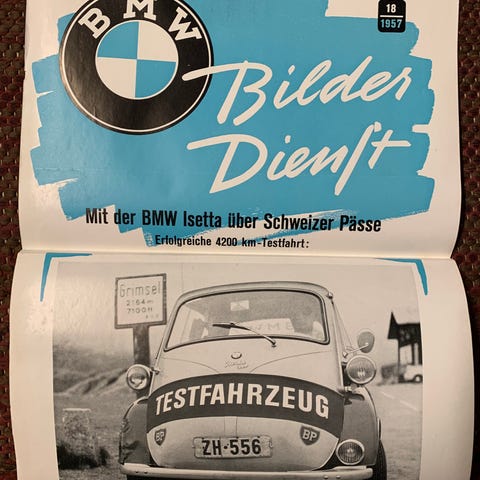 BMW
18
1957
Bilder
Dienst
Mit der BMW Isetta über Schweizer Pässe
Erfolgreiche 4200 km-Testfahrt:
Grimsel
2164 m
7100 ft
TESTFAHRZEUG
BP
ZH·556
BP